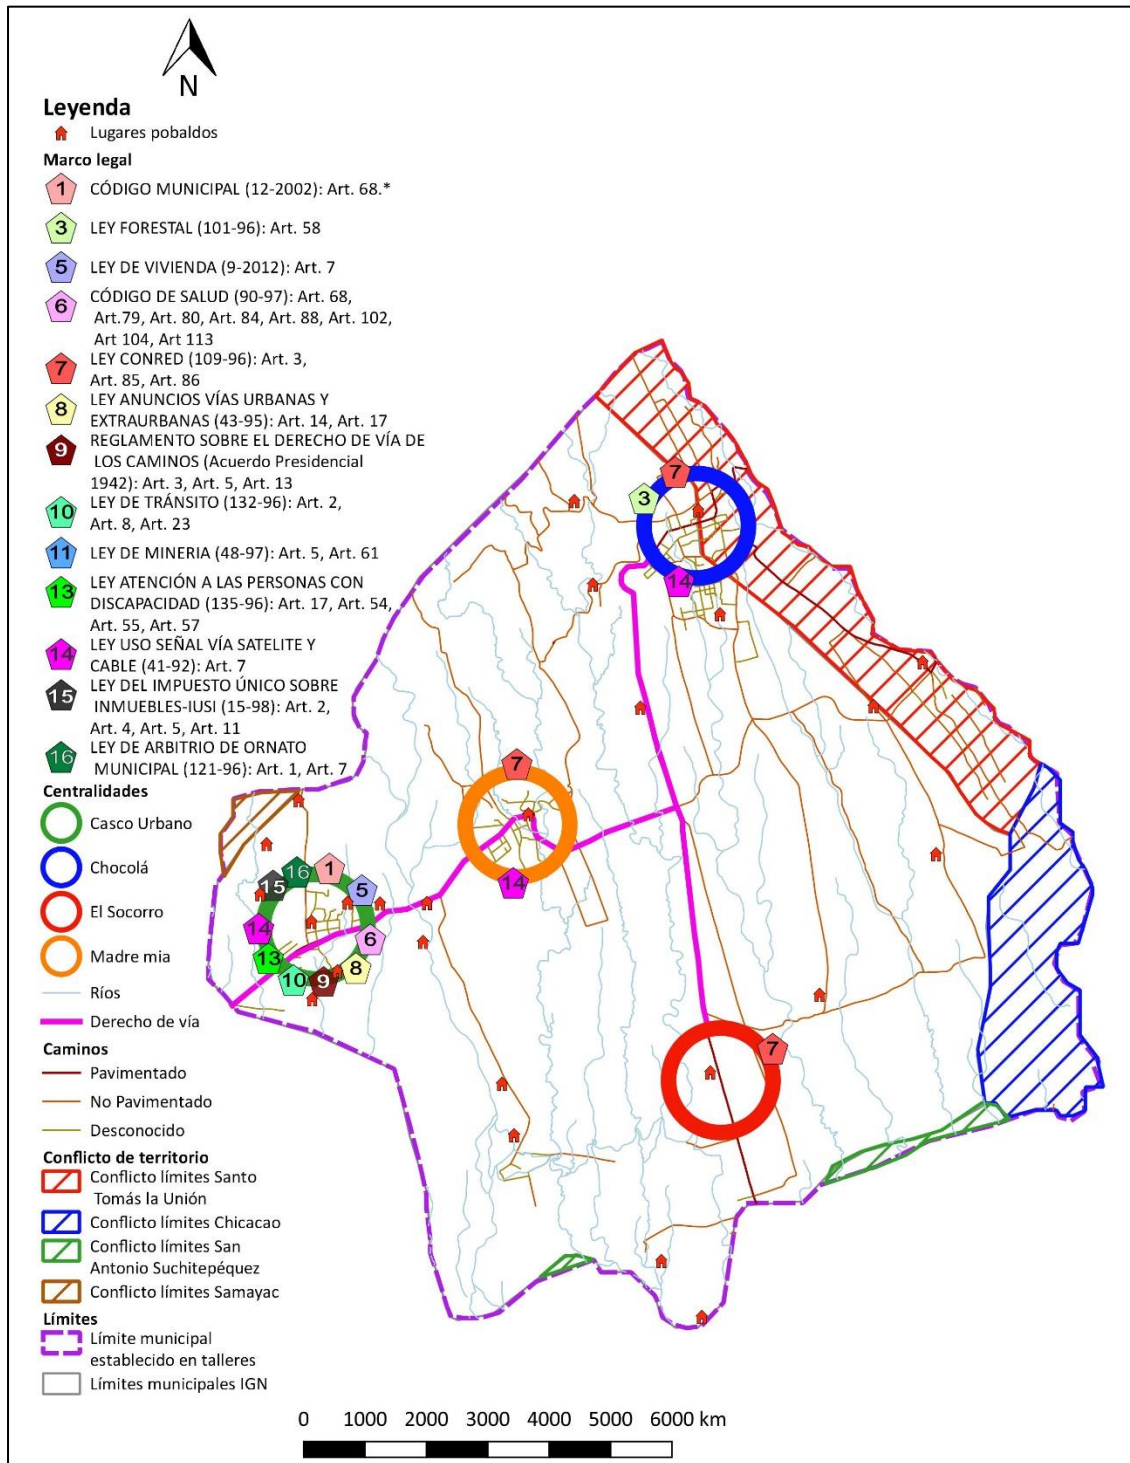 N
Leyenda
Lugares pobaldos
Marco legal
1 CÓDIGO MUNICIPAL (12-2002): Art. 68.*
3 LEY FORESTAL (101-96): Art. 58
5 LEY DE VIVIENDA (9-2012): Art. 7
6 CÓDIGO DE SALUD (90-97): Art. 68,
Art.79, Art. 80, Art. 84, Art. 88, Art. 102,
Art 104, Art 113
7 LEY CONRED (109-96): Art. 3,
Art. 85, Art. 86
8 LEY ANUNCIOS VÍAS URBANAS Y
EXTRAURBANAS (43-95): Art. 14, Art. 17
9 REGLAMENTO SOBRE EL DERECHO DE VÍA DE
LOS CAMINOS (Acuerdo Presidencial
1942): Art. 3, Art. 5, Art. 13
10 LEY DE TRÁNSITO (132-96): Art. 2,
Art. 8, Art. 23
11 LEY DE MINERIA (48-97): Art. 5, Art. 61
13 LEY ATENCIÓN A LAS PERSONAS CON
DISCAPACIDAD (135-96): Art. 17, Art. 54,
Art. 55, Art. 57
14 LEY USO SEÑAL VÍA SATELITE Y
CABLE (41-92): Art. 7
15 LEY DEL IMPUESTO ÚNICO SOBRE
INMUEBLES-IUSI (15-98): Art. 2,
Art. 4, Art. 5, Art. 11
16 LEY DE ARBITRIO DE ORNATO
MUNICIPAL (121-96): Art. 1, Art. 7
Centralidades
Casco Urbano
Chocolá
El Socorro
Madre mia
Ríos
Derecho de vía
Caminos
Pavimentado
No Pavimentado
Desconocido
Conflicto de territorio
Conflicto límites Santo
Tomás la Unión
Conflicto límites Chicacao
Conflicto límites San
Antonio Suchitepéquez
Conflicto límites Samayac
Límites
Límite municipal
establecido en talleres
Límites municipales IGN
7
3
14
7
14
16
1
15
5
14
6
13
8
10
9
7
0 1000 2000 3000 4000 5000 6000 km